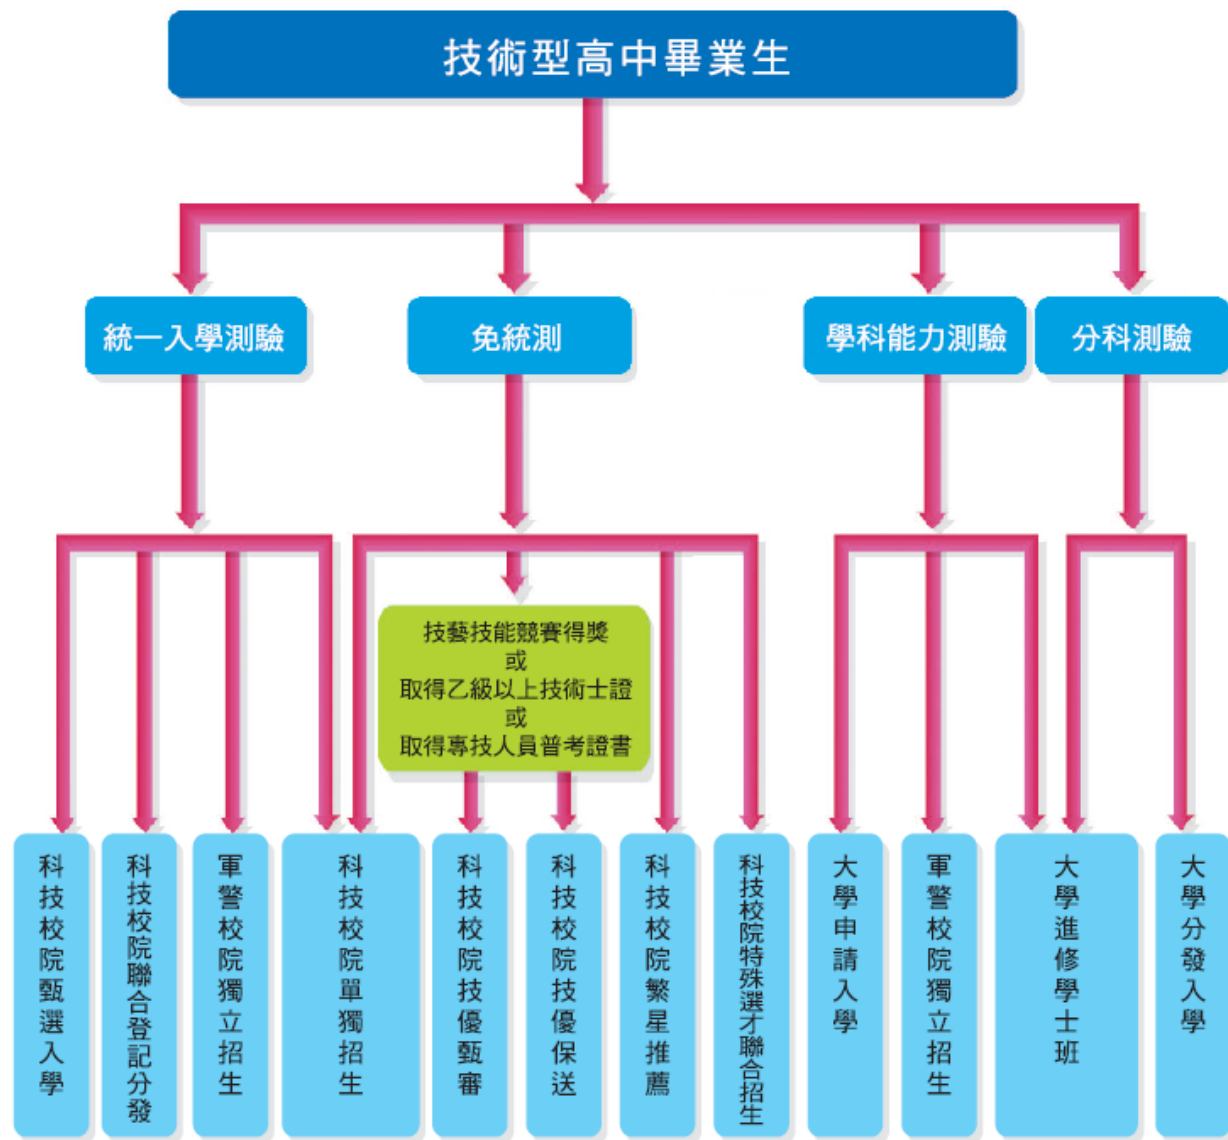 技術型高中畢業生
統一入學測驗
免統測
學科能力測驗
分科測驗
技藝技能競賽得獎
或
取得乙級以上技術士證
或
取得專技人員普考證書
科技校院甄選入學
科技校院聯合登記分發
軍警校院獨立招生
科技校院單獨招生
科技校院技優甄審
科技校院技優保送
科技校院繁星推薦
科技校院特殊選才聯合招生
大學申請入學
軍警校院獨立招生
大學進修學士班
大學分發入學